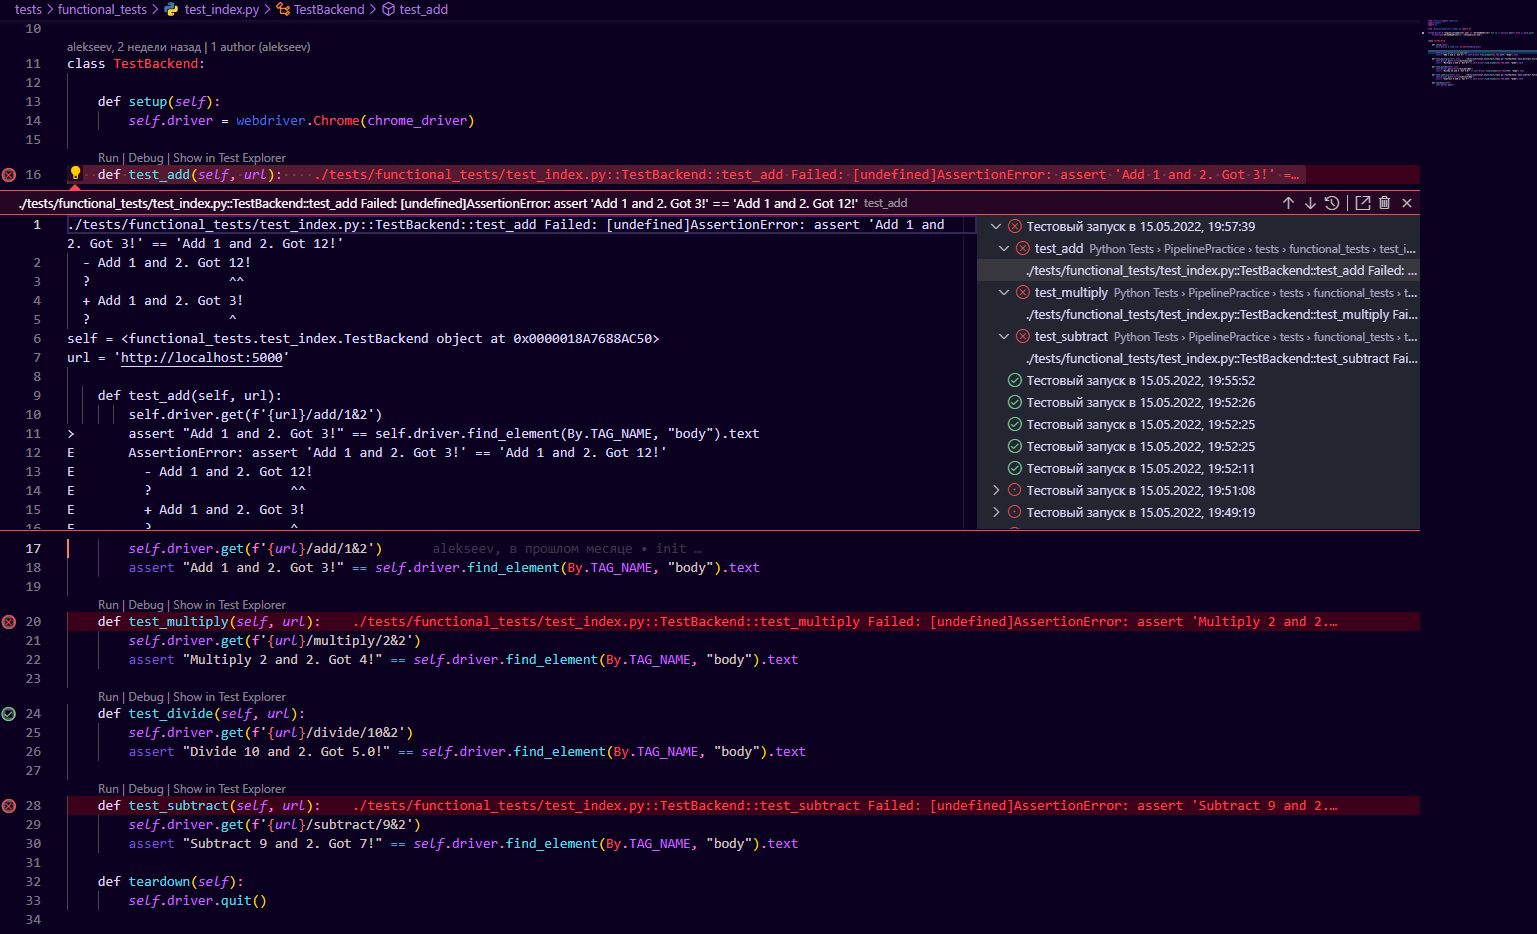 tests > functional_tests > test_index.py > TestBackend > test_add
10
alekseev, 2 недели назад | 1 author (alekseev)
11 class TestBackend:
12
13 def setup(self):
14 self.driver = webdriver.Chrome(chrome_driver)
15
Run | Debug | Show in Test Explorer
16 def test_add(self, url): ./tests/functional_tests/test_index.py::TestBackend::test_add Failed: [undefined]AssertionError: assert 'Add 1 and 2. Got 3!' =…
./tests/functional_tests/test_index.py::TestBackend::test_add Failed: [undefined]AssertionError: assert 'Add 1 and 2. Got 3!' == 'Add 1 and 2. Got 12!' test_add
1 ./tests/functional_tests/test_index.py::TestBackend::test_add Failed: [undefined]AssertionError: assert 'Add 1 and
2. Got 3!' == 'Add 1 and 2. Got 12!'
2 - Add 1 and 2. Got 12!
3 ? ^^
4 + Add 1 and 2. Got 3!
5 ? ^
6 self = <functional_tests.test_index.TestBackend object at 0x0000018A7688AC50>
7 url = 'http://localhost:5000'
8
9 def test_add(self, url):
10 self.driver.get(f'{url}/add/1&2')
11 > assert "Add 1 and 2. Got 3!" == self.driver.find_element(By.TAG_NAME, "body").text
12 E AssertionError: assert 'Add 1 and 2. Got 3!' == 'Add 1 and 2. Got 12!'
13 E - Add 1 and 2. Got 12!
14 E ? ^^
15 E + Add 1 and 2. Got 3!
16 E ? ^
Тестовый запуск в 15.05.2022, 19:57:39
test_add Python Tests › PipelinePractice › tests › functional_tests › test_i...
./tests/functional_tests/test_index.py::TestBackend::test_add Failed: ...
test_multiply Python Tests › PipelinePractice › tests › functional_tests › t...
./tests/functional_tests/test_index.py::TestBackend::test_multiply Fai...
test_subtract Python Tests › PipelinePractice › tests › functional_tests › t...
./tests/functional_tests/test_index.py::TestBackend::test_subtract Fai...
Тестовый запуск в 15.05.2022, 19:55:52
Тестовый запуск в 15.05.2022, 19:52:26
Тестовый запуск в 15.05.2022, 19:52:25
Тестовый запуск в 15.05.2022, 19:52:25
Тестовый запуск в 15.05.2022, 19:52:11
Тестовый запуск в 15.05.2022, 19:51:08
Тестовый запуск в 15.05.2022, 19:49:19
17 self.driver.get(f'{url}/add/1&2') alekseev, в прошлом месяце • init …
18 assert "Add 1 and 2. Got 3!" == self.driver.find_element(By.TAG_NAME, "body").text
19
Run | Debug | Show in Test Explorer
20 def test_multiply(self, url): ./tests/functional_tests/test_index.py::TestBackend::test_multiply Failed: [undefined]AssertionError: assert 'Multiply 2 and 2.…
21 self.driver.get(f'{url}/multiply/2&2')
22 assert "Multiply 2 and 2. Got 4!" == self.driver.find_element(By.TAG_NAME, "body").text
23
Run | Debug | Show in Test Explorer
24 def test_divide(self, url):
25 self.driver.get(f'{url}/divide/10&2')
26 assert "Divide 10 and 2. Got 5.0!" == self.driver.find_element(By.TAG_NAME, "body").text
27
Run | Debug | Show in Test Explorer
28 def test_subtract(self, url): ./tests/functional_tests/test_index.py::TestBackend::test_subtract Failed: [undefined]AssertionError: assert 'Subtract 9 and 2.…
29 self.driver.get(f'{url}/subtract/9&2')
30 assert "Subtract 9 and 2. Got 7!" == self.driver.find_element(By.TAG_NAME, "body").text
31
32 def teardown(self):
33 self.driver.quit()
34